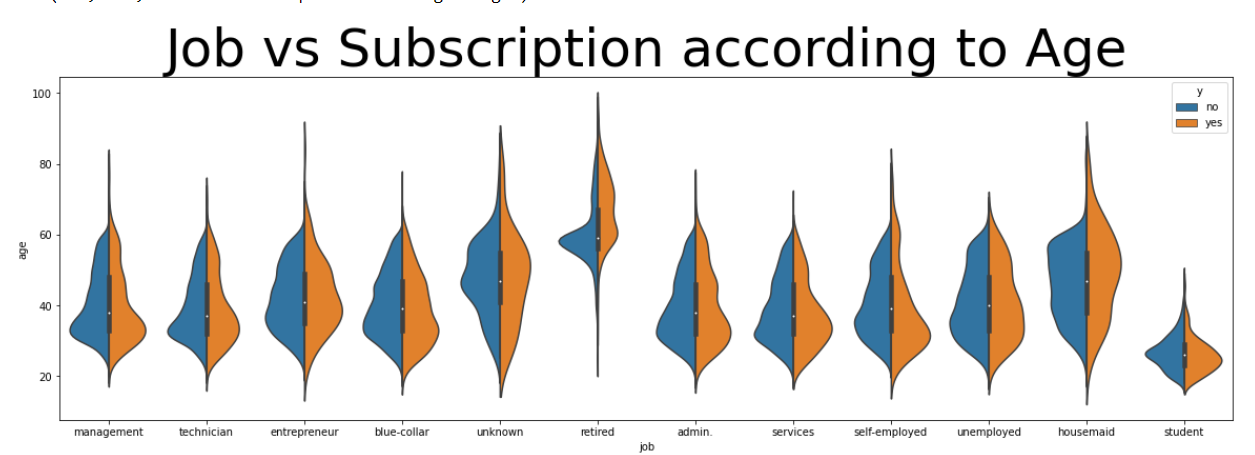 Job vs Subscription according to Age
y
no
yes
100
80
60
40
20
age
management technician entrepreneur blue-collar unknown retired admin. services self-employed unemployed housemaid student
job